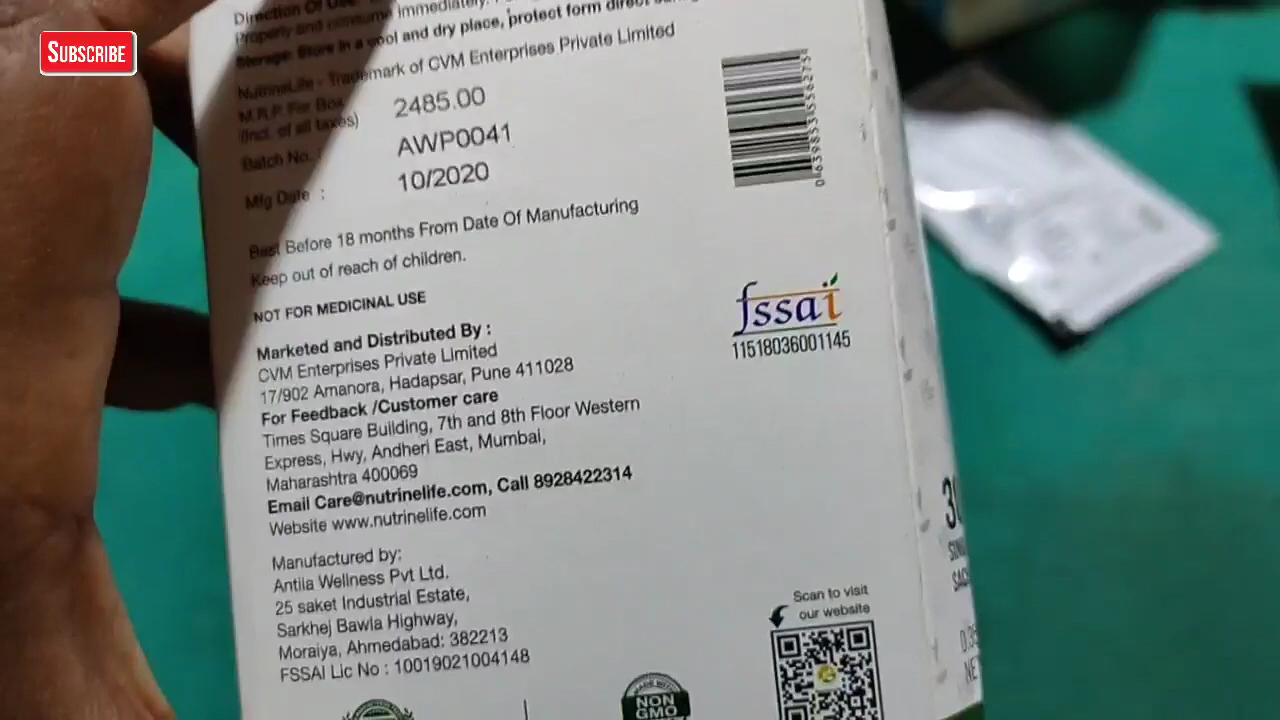 SUBSCRIBE
Direction Of Use:
Properly and consume immediately.
Storage: Store in a cool and dry place, protect form direct
NutrineLife - Trademark of CVM Enterprises Private Limited
M.R.P. For Box
(Incl. of all taxes)
2485.00
Batch No. :
AWP0041
Mfg Date :
10/2020
Best Before 18 months From Date Of Manufacturing
Keep out of reach of children.
NOT FOR MEDICINAL USE
Marketed and Distributed By :
CVM Enterprises Private Limited
17/902 Amanora, Hadapsar, Pune 411028
For Feedback /Customer care
Times Square Building, 7th and 8th Floor Western
Express, Hwy, Andheri East, Mumbai,
Maharashtra 400069
Email Care@nutrinelife.com, Call 8928422314
Website www.nutrinelife.com
Manufactured by:
Antiia Wellness Pvt Ltd.
25 saket Industrial Estate,
Sarkhej Bawla Highway,
Moraiya, Ahmedabad: 382213
FSSAI Lic No : 10019021004148
fssai
11518036001145
Scan to visit
our website
MADE WITH
NON
GMO